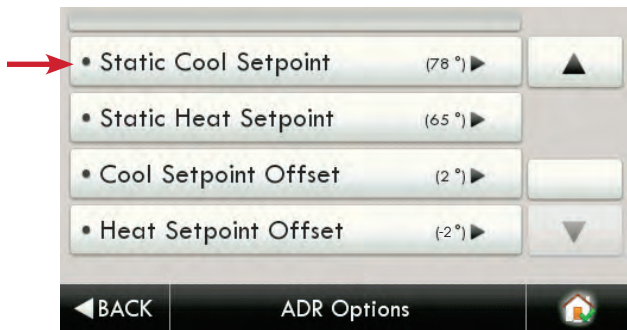 • Static Cool Setpoint (78 °)▶
• Static Heat Setpoint (65 °)▶
• Cool Setpoint Offset (2 °)▶
• Heat Setpoint Offset (-2 °)▶
◀BACK ADR Options